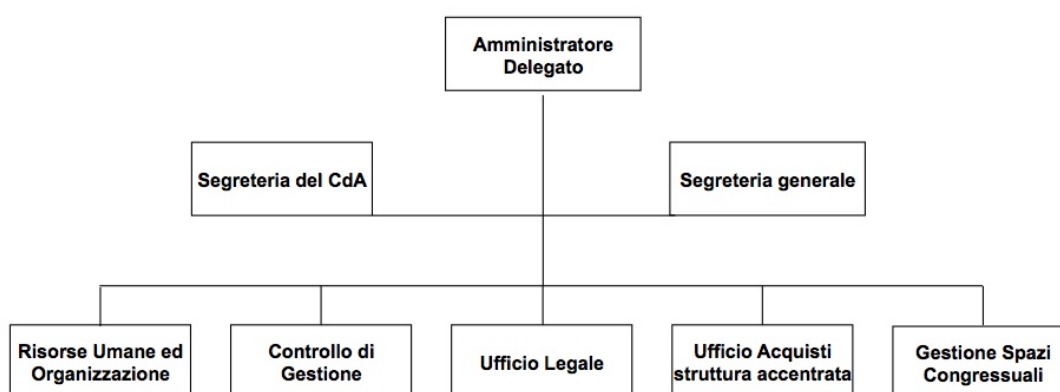 Amministratore
Delegato
Segreteria del CdA
Segreteria generale
Risorse Umane ed
Organizzazione
Controllo di
Gestione
Ufficio Legale
Ufficio Acquisti
struttura accentrata
Gestione Spazi
Congressuali